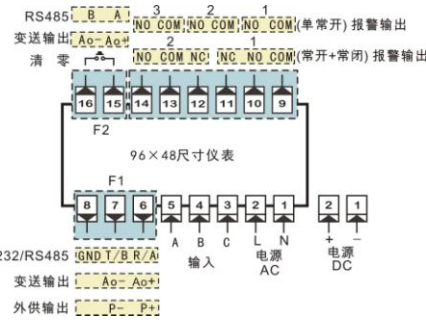 RS485 B A 3 2 1
NO COM NO COM NO COM (单常开) 报警输出
变送输出 Ao- Ao+ 2 1
清 零 NO COM NC NC NO COM (常开+常闭) 报警输出
16 15 14 13 12 11 10 9
F2
96×48尺寸仪表
F1
8 7 6 5 4 3 2 1 2 1
A B C L N + -
输入 电源 AC 电源 DC
232/RS485 GND T/B R/A
变送输出 Ao- Ao+
外供输出 P- P+